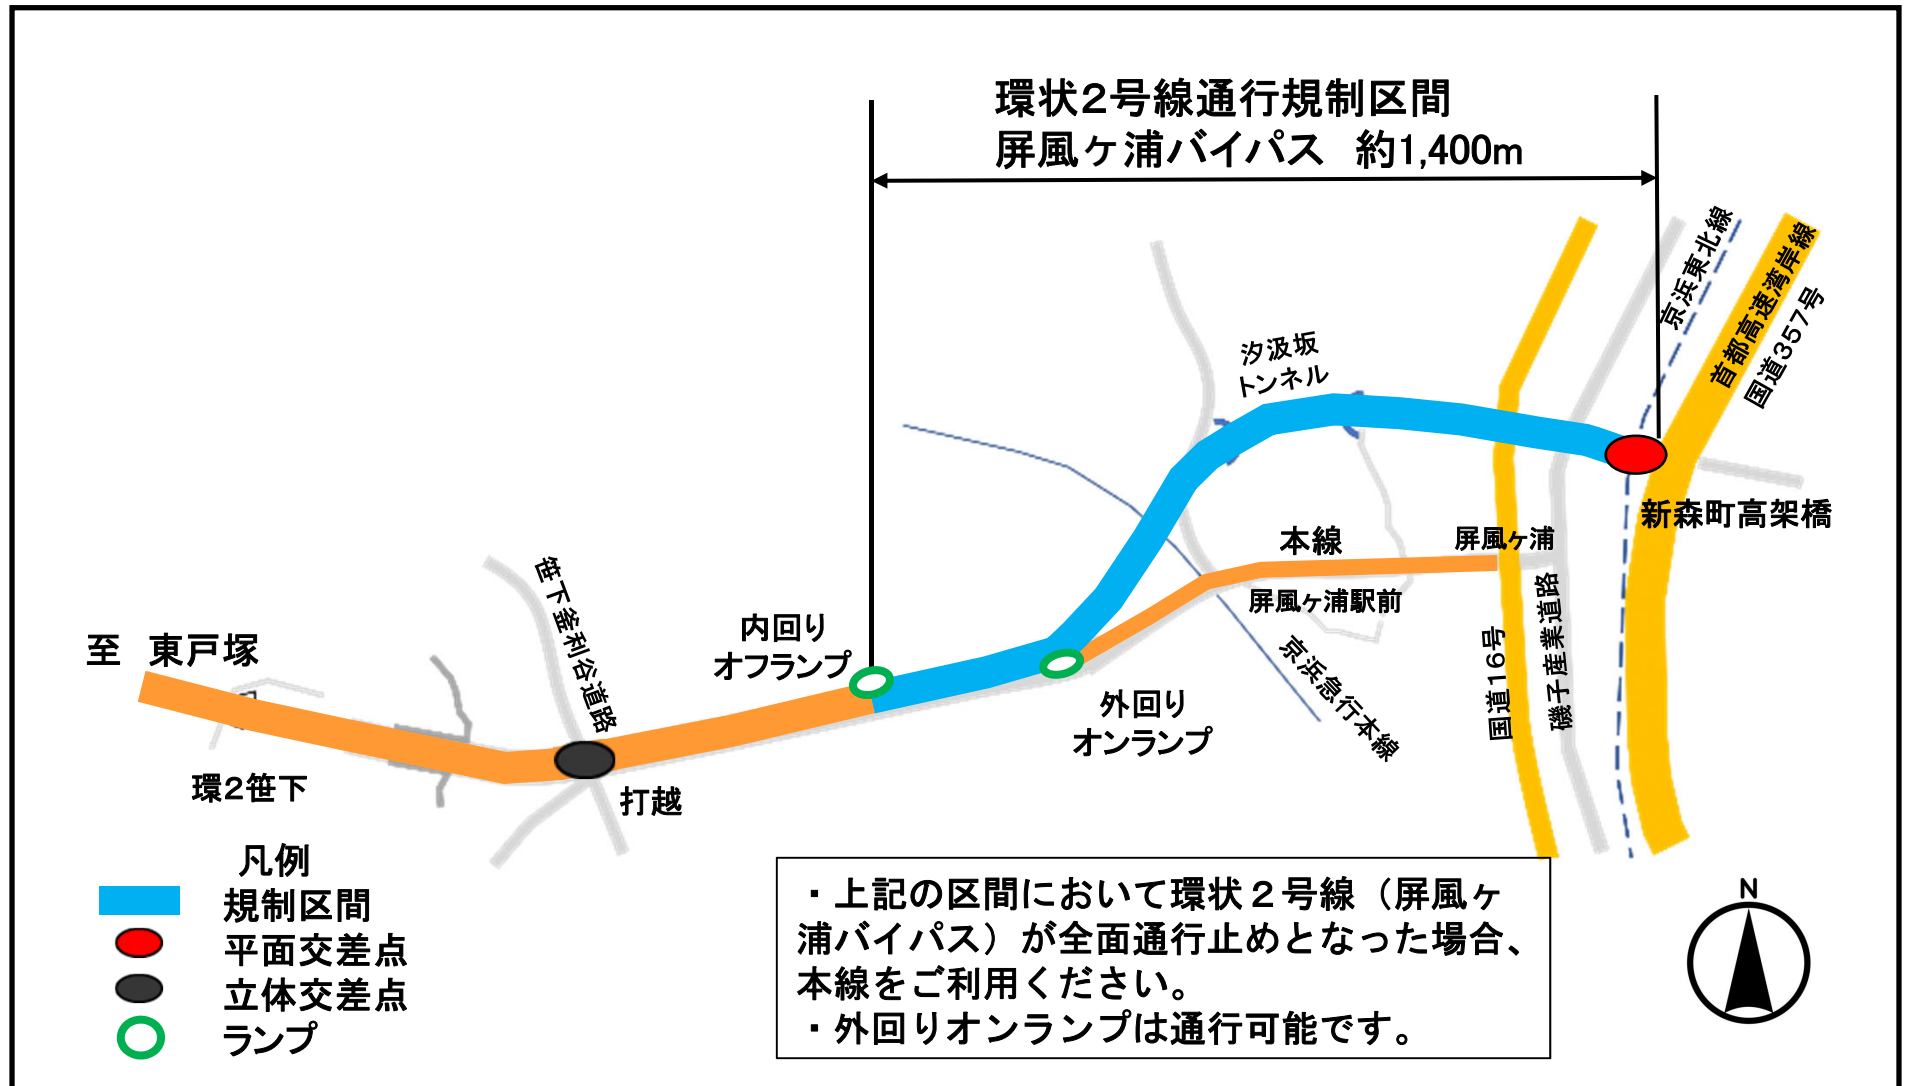 環状２号線通行規制区間
屏風ヶ浦バイパス　約1,400m
京浜東北線
首都高速湾岸線
国道357号
汐汲坂
トンネル
新森町高架橋
本線
屏風ヶ浦
屏風ヶ浦駅前
笹下釜利谷道路
内回り
オフランプ
至　東戸塚
外回り
オンランプ
京浜急行本線
国道16号
磯子産業道路
環２笹下
打越
凡例
規制区間
平面交差点
立体交差点
ランプ
・上記の区間において環状２号線（屏風ヶ
浦バイパス）が全面通行止めとなった場合、
本線をご利用ください。
・外回りオンランプは通行可能です。
N